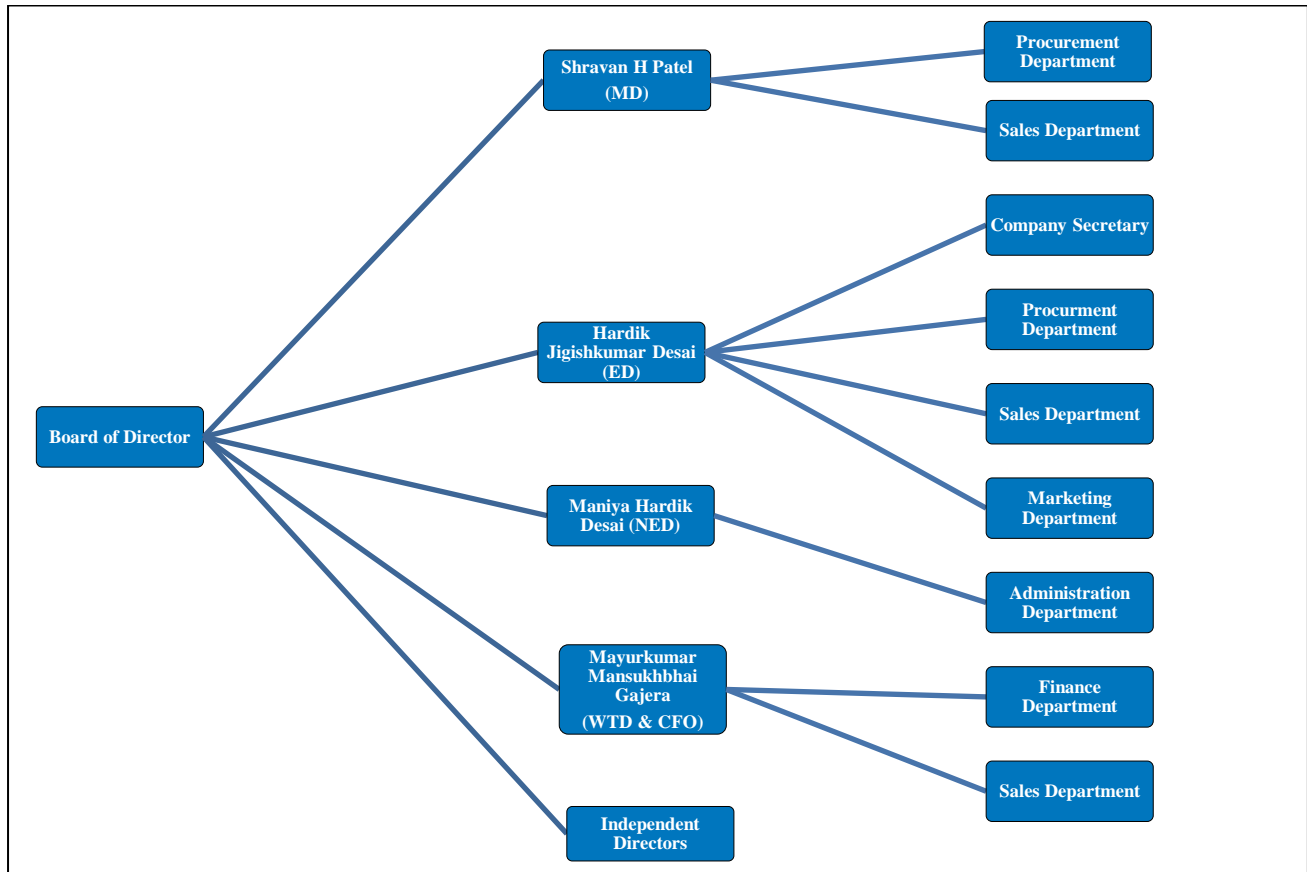 Board of Director
Shravan H Patel
(MD)
Procurement
Department
Sales Department
Hardik
Jigishkumar Desai
(ED)
Company Secretary
Procurment
Department
Sales Department
Marketing
Department
Maniya Hardik
Desai (NED)
Administration
Department
Mayurkumar
Mansukhbhai
Gajera
(WTD & CFO)
Finance
Department
Sales Department
Independent
Directors